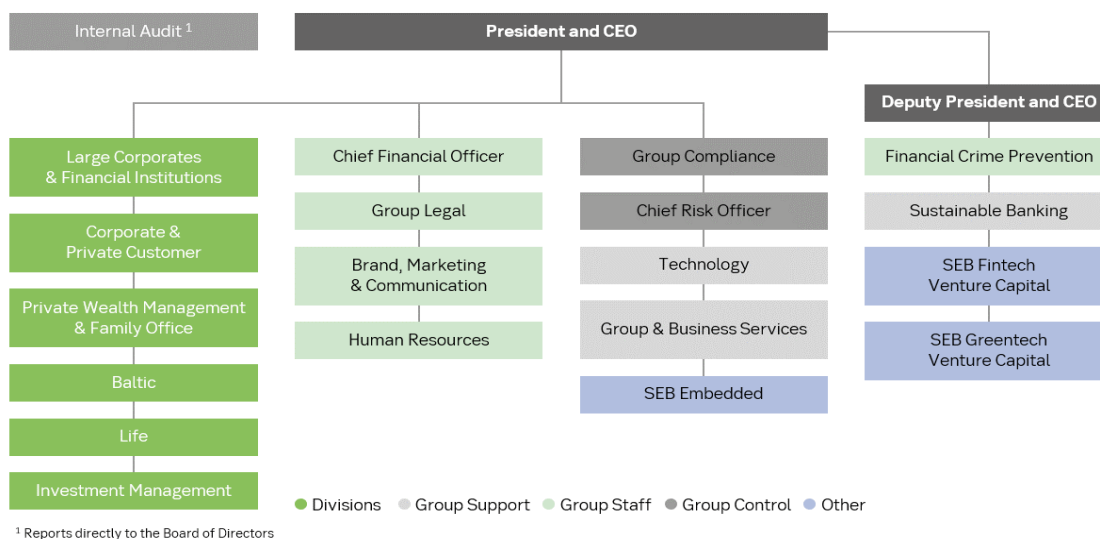 Internal Audit ¹
President and CEO
Deputy President and CEO
Large Corporates
& Financial Institutions
Corporate &
Private Customer
Private Wealth Management
& Family Office
Baltic
Life
Investment Management
Chief Financial Officer
Group Legal
Brand, Marketing
& Communication
Human Resources
Group Compliance
Chief Risk Officer
Technology
Group & Business Services
SEB Embedded
Financial Crime Prevention
Sustainable Banking
SEB Fintech
Venture Capital
SEB Greentech
Venture Capital
Divisions
Group Support
Group Staff
Group Control
Other
¹ Reports directly to the Board of Directors